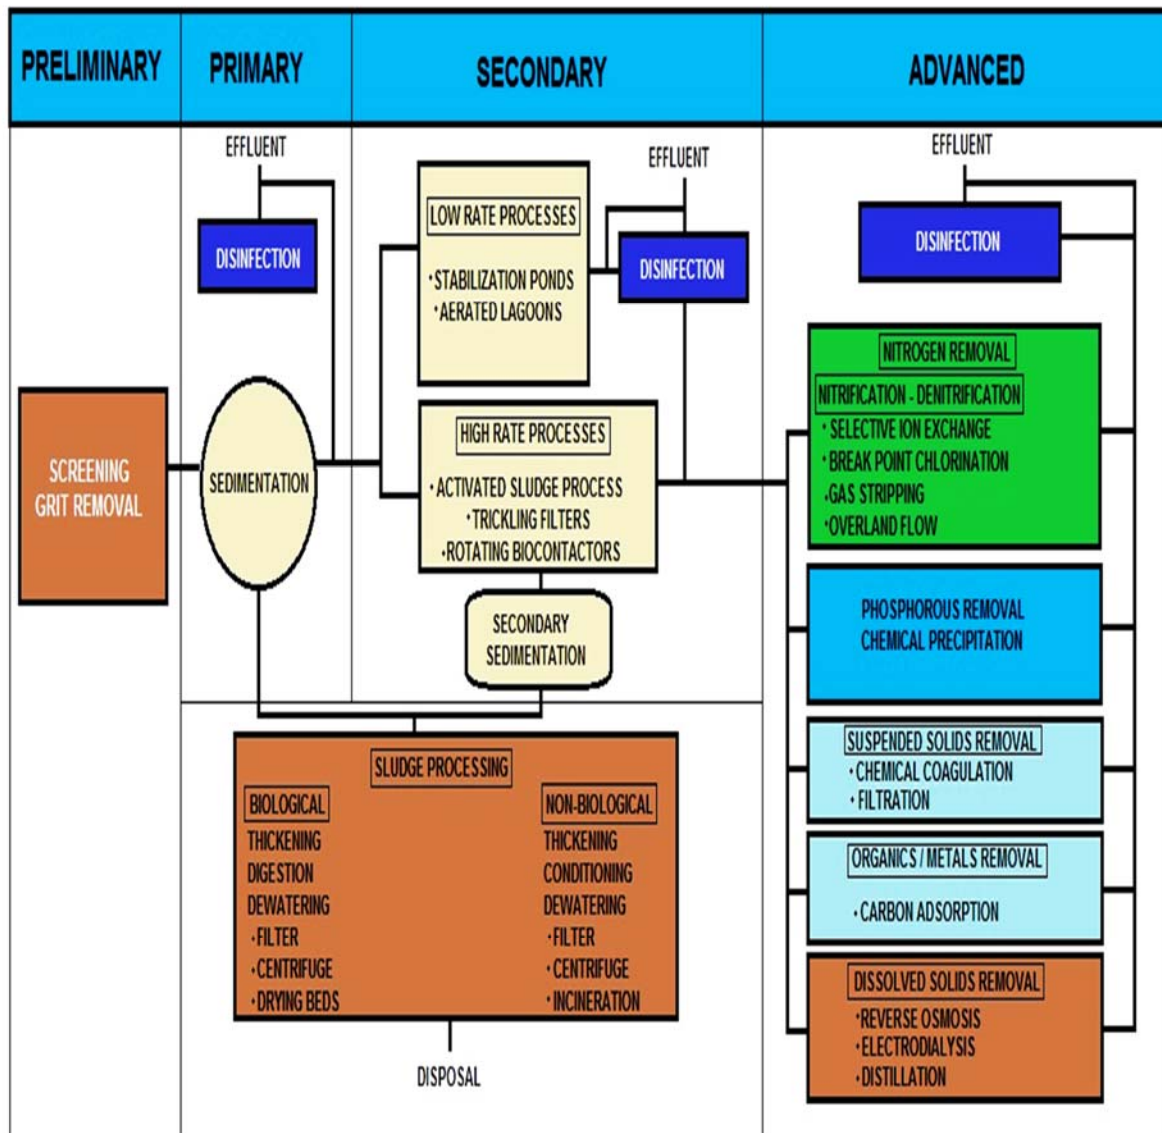 PRELIMINARY
PRIMARY
SECONDARY
ADVANCED
SCREENING
GRIT REMOVAL
EFFLUENT
DISINFECTION
SEDIMENTATION
LOW RATE PROCESSES
• STABILIZATION PONDS
• AERATED LAGOONS
EFFLUENT
DISINFECTION
HIGH RATE PROCESSES
• ACTIVATED SLUDGE PROCESS
• TRICKLING FILTERS
• ROTATING BIOCONTACTORS
SECONDARY
SEDIMENTATION
SLUDGE PROCESSING
BIOLOGICAL
THICKENING
DIGESTION
DEWATERING
• FILTER
• CENTRIFUGE
• DRYING BEDS
NON-BIOLOGICAL
THICKENING
CONDITIONING
DEWATERING
• FILTER
• CENTRIFUGE
• INCINERATION
DISPOSAL
EFFLUENT
DISINFECTION
NITROGEN REMOVAL
NITRIFICATION - DENITRIFICATION
• SELECTIVE ION EXCHANGE
• BREAK POINT CHLORINATION
• GAS STRIPPING
• OVERLAND FLOW
PHOSPHOROUS REMOVAL
CHEMICAL PRECIPITATION
SUSPENDED SOLIDS REMOVAL
• CHEMICAL COAGULATION
• FILTRATION
ORGANICS / METALS REMOVAL
• CARBON ADSORPTION
DISSOLVED SOLIDS REMOVAL
• REVERSE OSMOSIS
• ELECTRODIALYSIS
• DISTILLATION